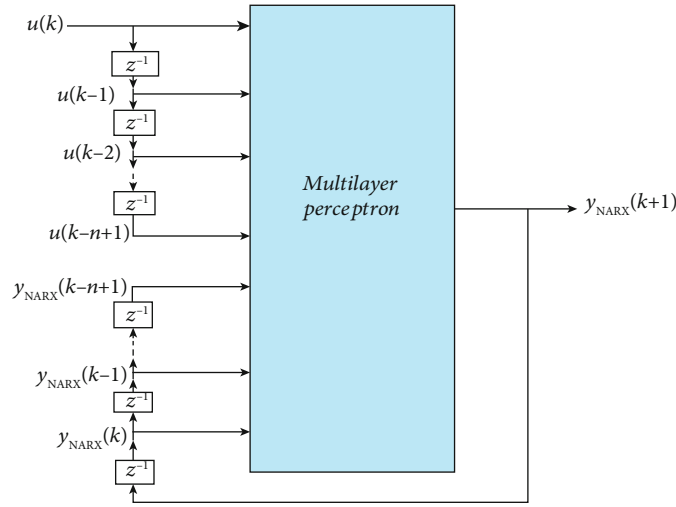 u(k)
z⁻¹
u(k–1)
z⁻¹
u(k–2)
z⁻¹
u(k–n+1)
Multilayer
perceptron
y_NARX(k+1)
y_NARX(k–n+1)
z⁻¹
y_NARX(k–1)
z⁻¹
y_NARX(k)
z⁻¹